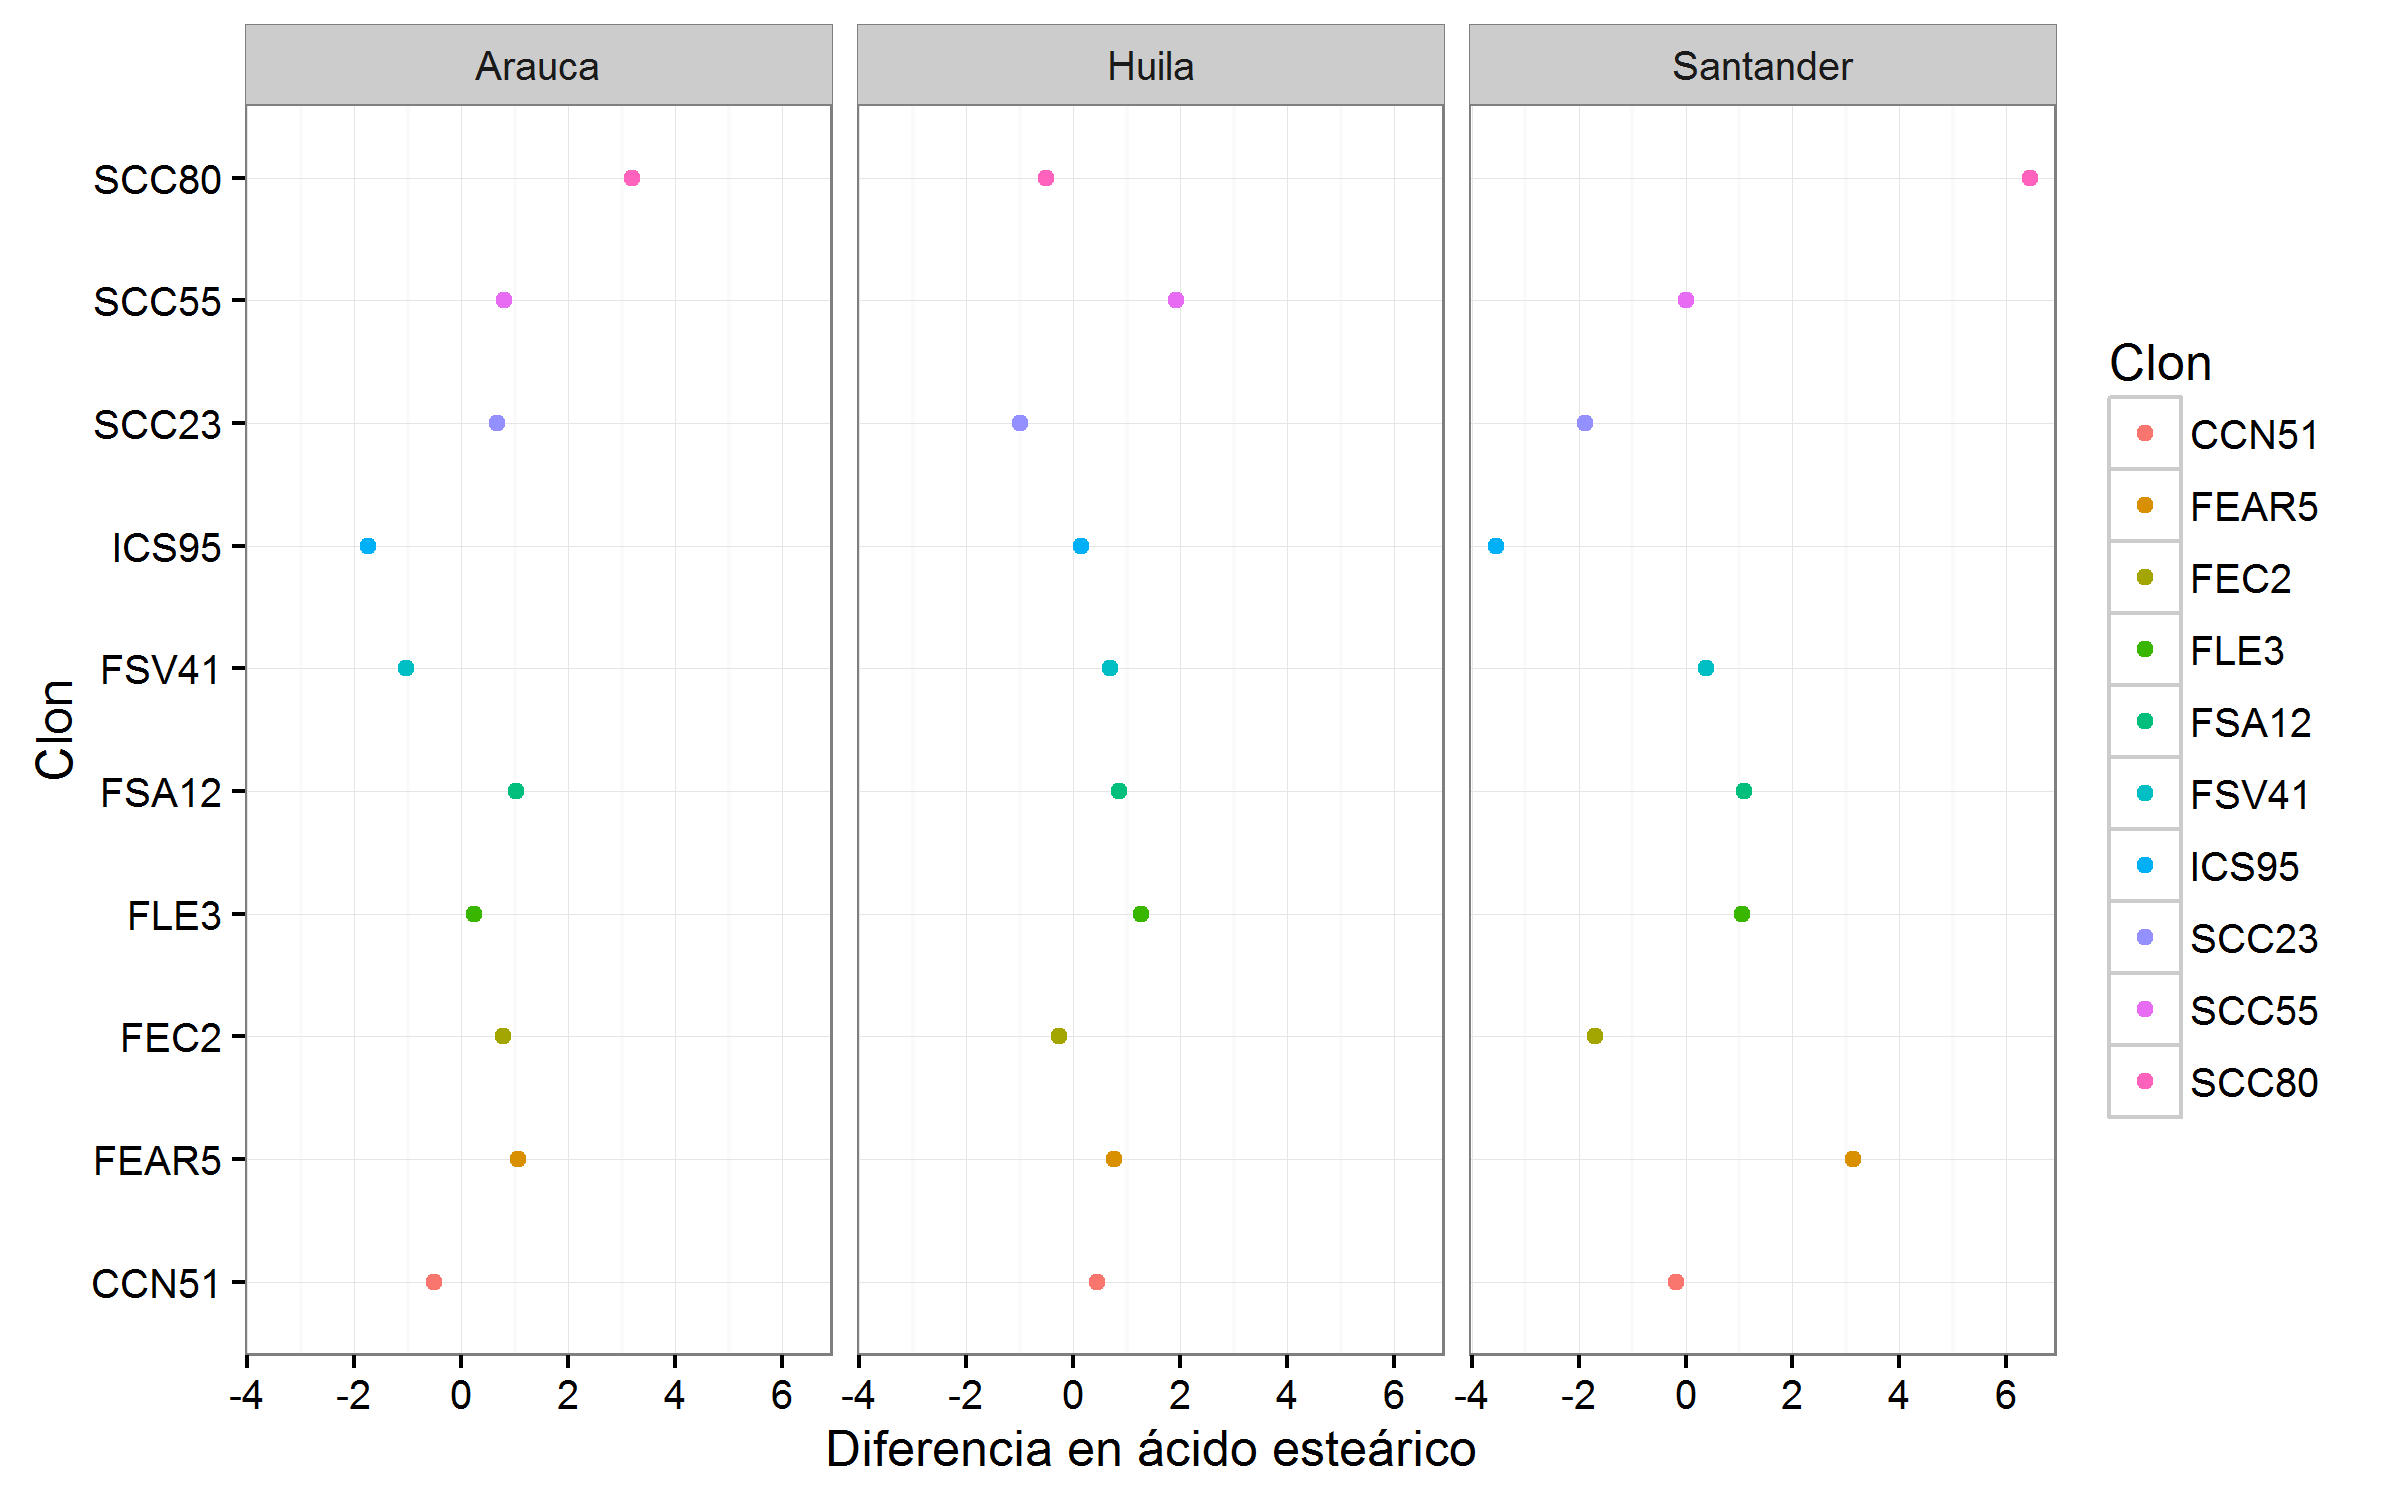 Arauca
Huila
Santander
Clon
SCC80
SCC55
SCC23
ICS95
FSV41
FSA12
FLE3
FEC2
FEAR5
CCN51
-4 -2 0 2 4 6
-4 -2 0 2 4 6
-4 -2 0 2 4 6
Diferencia en ácido esteárico
Clon
CCN51
FEAR5
FEC2
FLE3
FSA12
FSV41
ICS95
SCC23
SCC55
SCC80